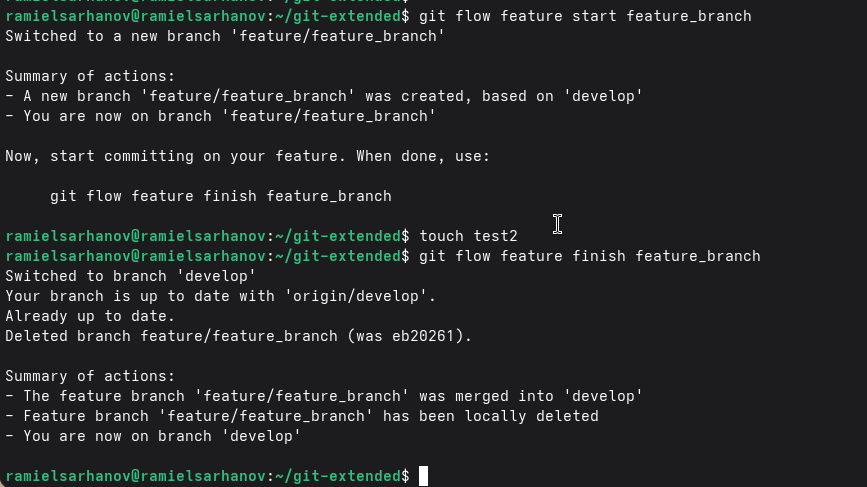 ramielsarhanov@ramielsarhanov:~/git-extended$ git flow feature start feature_branch
Switched to a new branch 'feature/feature_branch'
Summary of actions:
- A new branch 'feature/feature_branch' was created, based on 'develop'
- You are now on branch 'feature/feature_branch'
Now, start committing on your feature. When done, use:
git flow feature finish feature_branch
ramielsarhanov@ramielsarhanov:~/git-extended$ touch test2
ramielsarhanov@ramielsarhanov:~/git-extended$ git flow feature finish feature_branch
Switched to branch 'develop'
Your branch is up to date with 'origin/develop'.
Already up to date.
Deleted branch feature/feature_branch (was eb20261).
Summary of actions:
- The feature branch 'feature/feature_branch' was merged into 'develop'
- Feature branch 'feature/feature_branch' has been locally deleted
- You are now on branch 'develop'
ramielsarhanov@ramielsarhanov:~/git-extended$